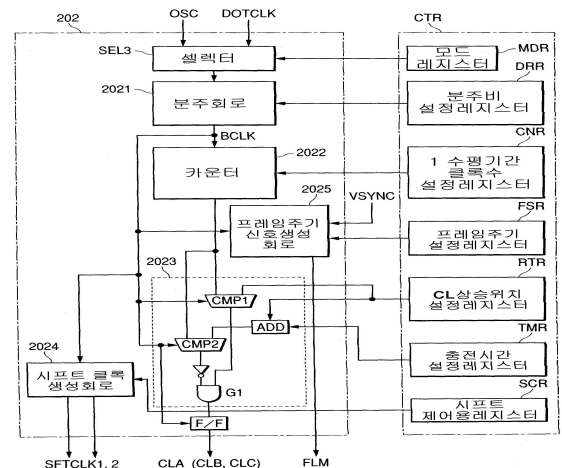 202
OSC
DOTCLK
CTR
SEL3
셀렉터
모드
레지스터
MDR
2021
분주회로
DRR
분주비
설정레지스터
BCLK
2022
카운터
CNR
1 수평기간
클록수
설정레지스터
2025
VSYNC
프레임주기
신호생성
회로
FSR
프레임주기
설정레지스터
2023
RTR
CL상승위치
설정레지스터
CMP1
ADD
CMP2
TMR
충전시간
설정레지스터
2024
시프트 클록
생성회로
G1
SCR
시프트
제어용레지스터
F/F
SFTCLK1, 2
CLA (CLB, CLC)
FLM